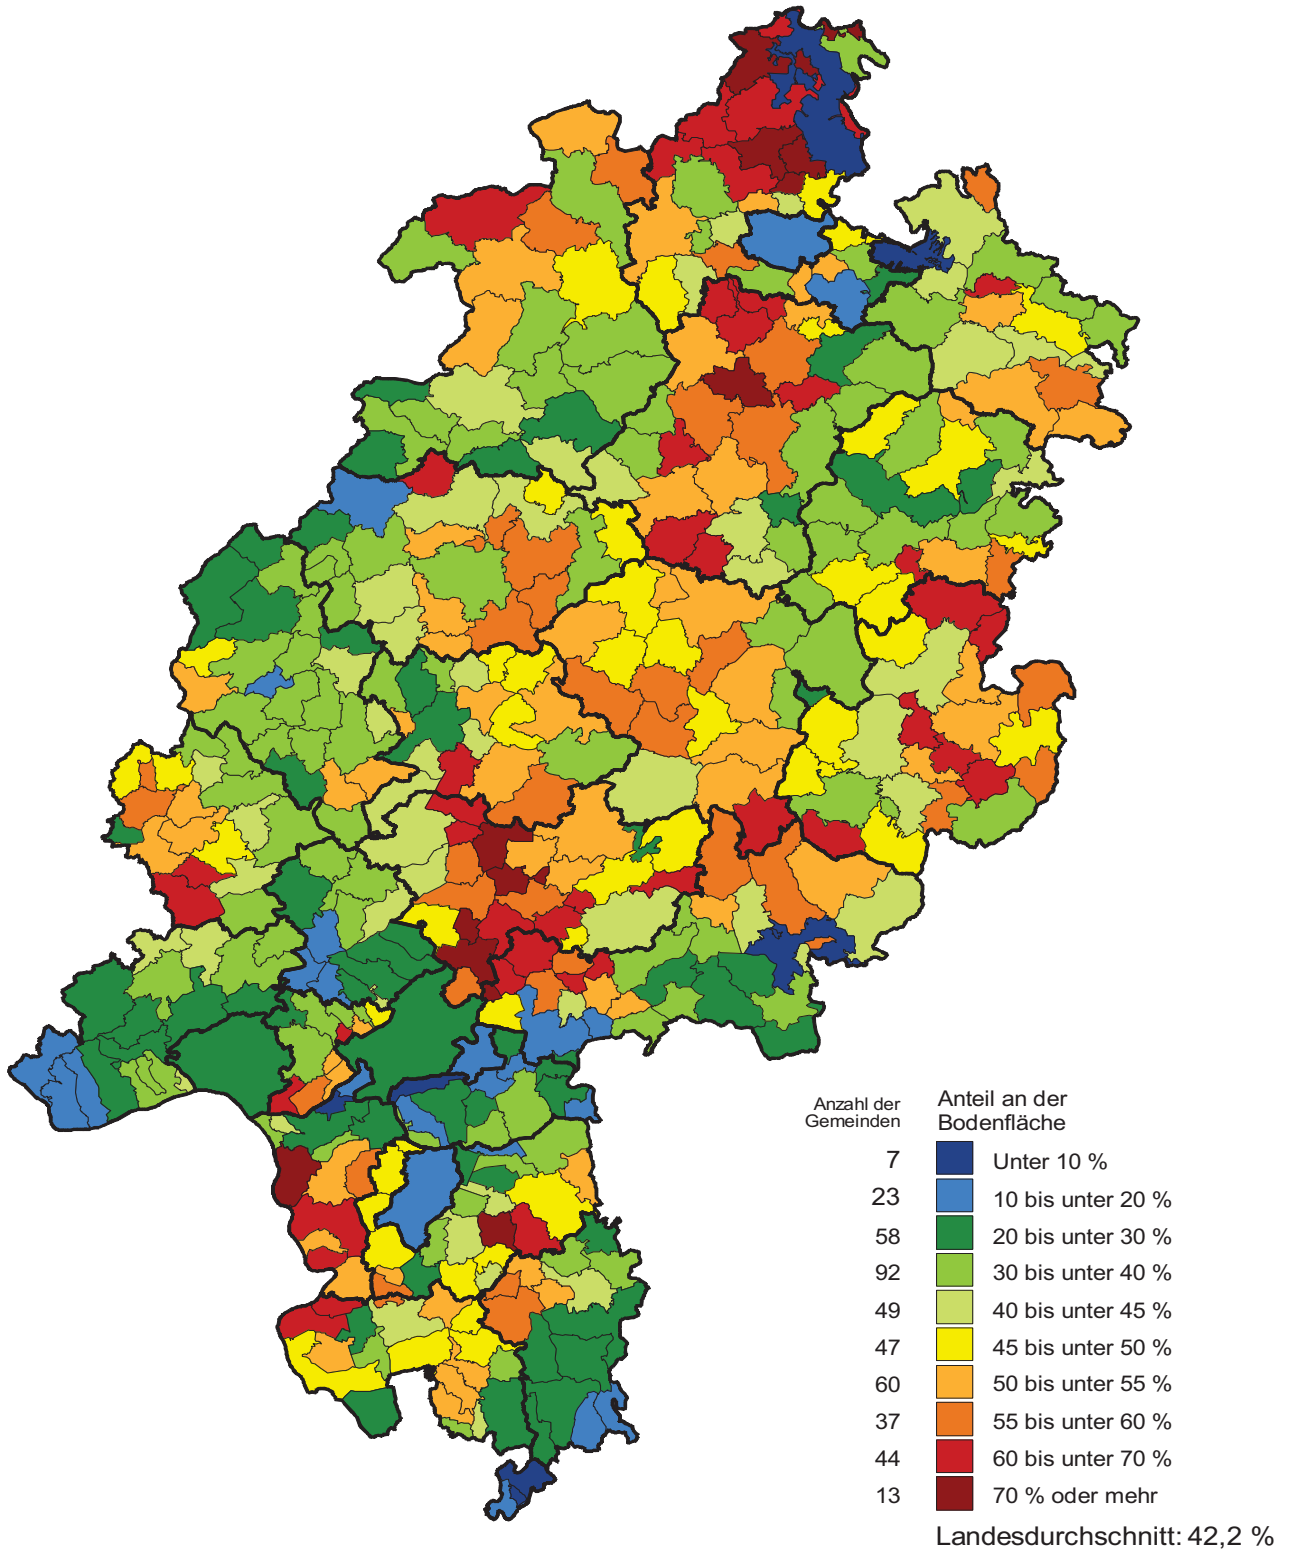 Anzahl der
Gemeinden
Anteil an der
Bodenfläche
7 Unter 10 %
23 10 bis unter 20 %
58 20 bis unter 30 %
92 30 bis unter 40 %
49 40 bis unter 45 %
47 45 bis unter 50 %
60 50 bis unter 55 %
37 55 bis unter 60 %
44 60 bis unter 70 %
13 70 % oder mehr
Landesdurchschnitt: 42,2 %